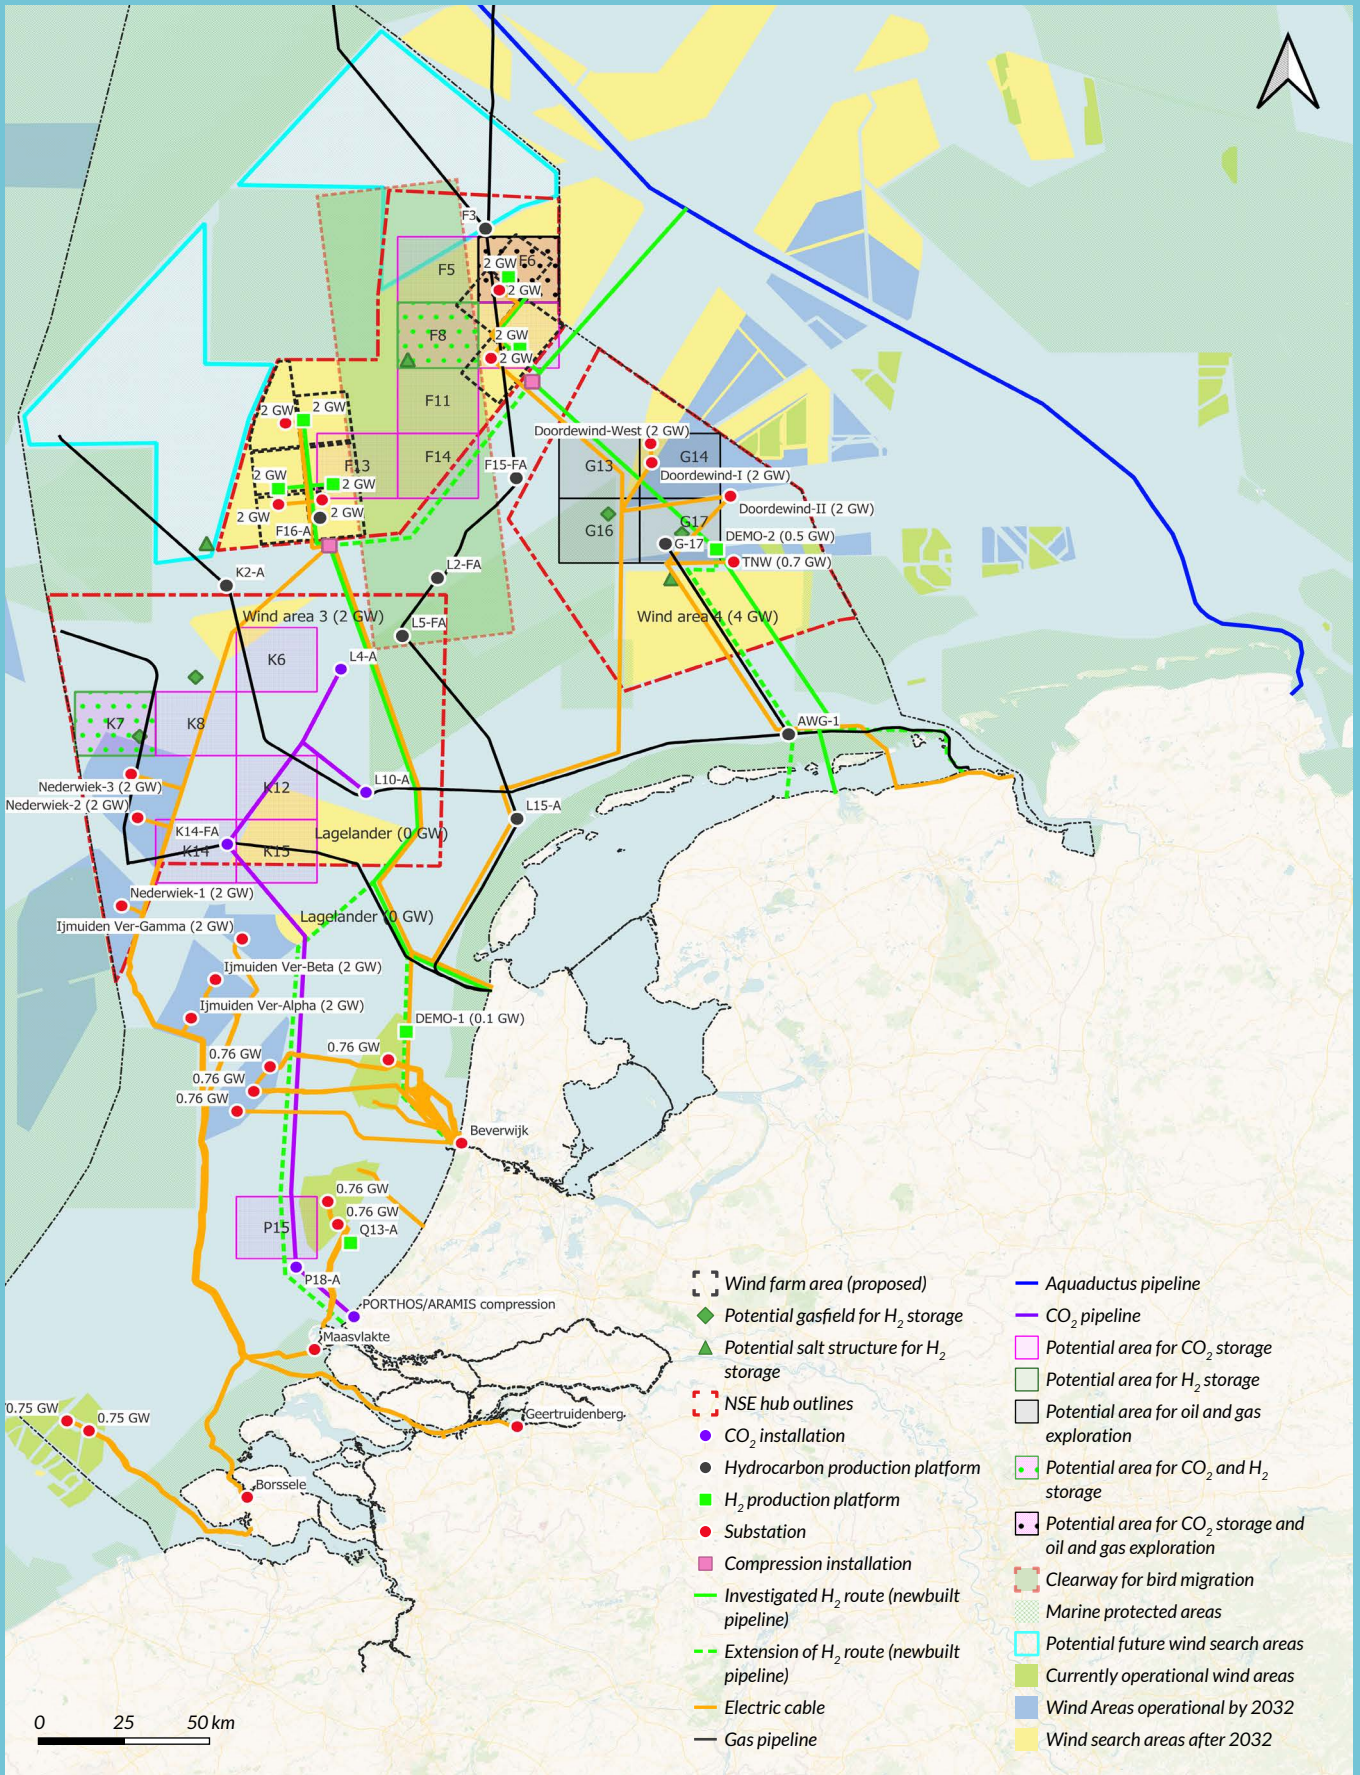 F3
F5
2 GW
F6
2 GW
F8
2 GW
2 GW
F11
2 GW
2 GW
Doordewind-West (2 GW)
F13
F14
F15-FA
G13
G14
Doordewind-I (2 GW)
2 GW
2 GW
2 GW
2 GW
F16-A
Doordewind-II (2 GW)
G16
G17
DEMO-2 (0.5 GW)
G-17
TNW (0.7 GW)
K2-A
L2-FA
Wind area 3 (2 GW)
L5-FA
Wind area 4 (4 GW)
K6
L4-A
K7
K8
AWG-1
Nederwiek-3 (2 GW)
K12
L10-A
Nederwiek-2 (2 GW)
L15-A
K14-FA
Lagelander (0 GW)
K14
K15
Nederwiek-1 (2 GW)
Lagelander (0 GW)
Ijmuiden Ver-Gamma (2 GW)
Ijmuiden Ver-Beta (2 GW)
Ijmuiden Ver-Alpha (2 GW)
DEMO-1 (0.1 GW)
0.76 GW
0.76 GW
0.76 GW
0.76 GW
Beverwijk
0.76 GW
0.76 GW
P15
Q13-A
P18-A
PORTHOS/ARAMIS compression
Maasvlakte
0.75 GW
0.75 GW
Geertruidenberg
Borssele
0 25 50 km
Wind farm area (proposed)
Potential gasfield for H2 storage
Potential salt structure for H2
storage
NSE hub outlines
CO2 installation
Hydrocarbon production platform
H2 production platform
Substation
Compression installation
Investigated H2 route (newbuilt
pipeline)
Extension of H2 route (newbuilt
pipeline)
Electric cable
Gas pipeline
Aquaductus pipeline
CO2 pipeline
Potential area for CO2 storage
Potential area for H2 storage
Potential area for oil and gas
exploration
Potential area for CO2 and H2
storage
Potential area for CO2 storage and
oil and gas exploration
Clearway for bird migration
Marine protected areas
Potential future wind search areas
Currently operational wind areas
Wind Areas operational by 2032
Wind search areas after 2032